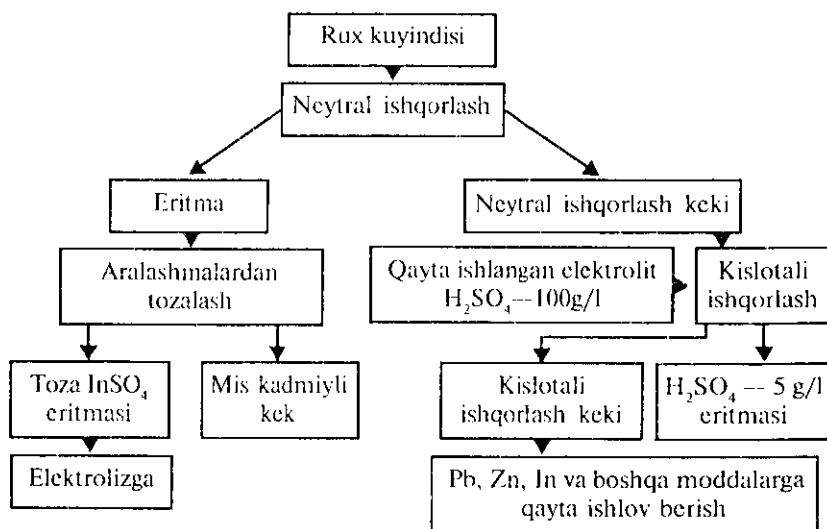 Rux kuyindisi
Neytral ishqorlash
Eritma
Neytral ishqorlash keki
Aralashmalardan
tozalash
Qayta ishlangan elektrolit
H₂SO₄—100g/l
Kislotali
ishqorlash
Toza InSO₄
eritmasi
Mis kadmiyli
kek
Kislotali
ishqorlash keki
H₂SO₄ — 5 g/l
eritmasi
Elektrolizga
Pb, Zn, In va boshqa moddalarga
qayta ishlov berish